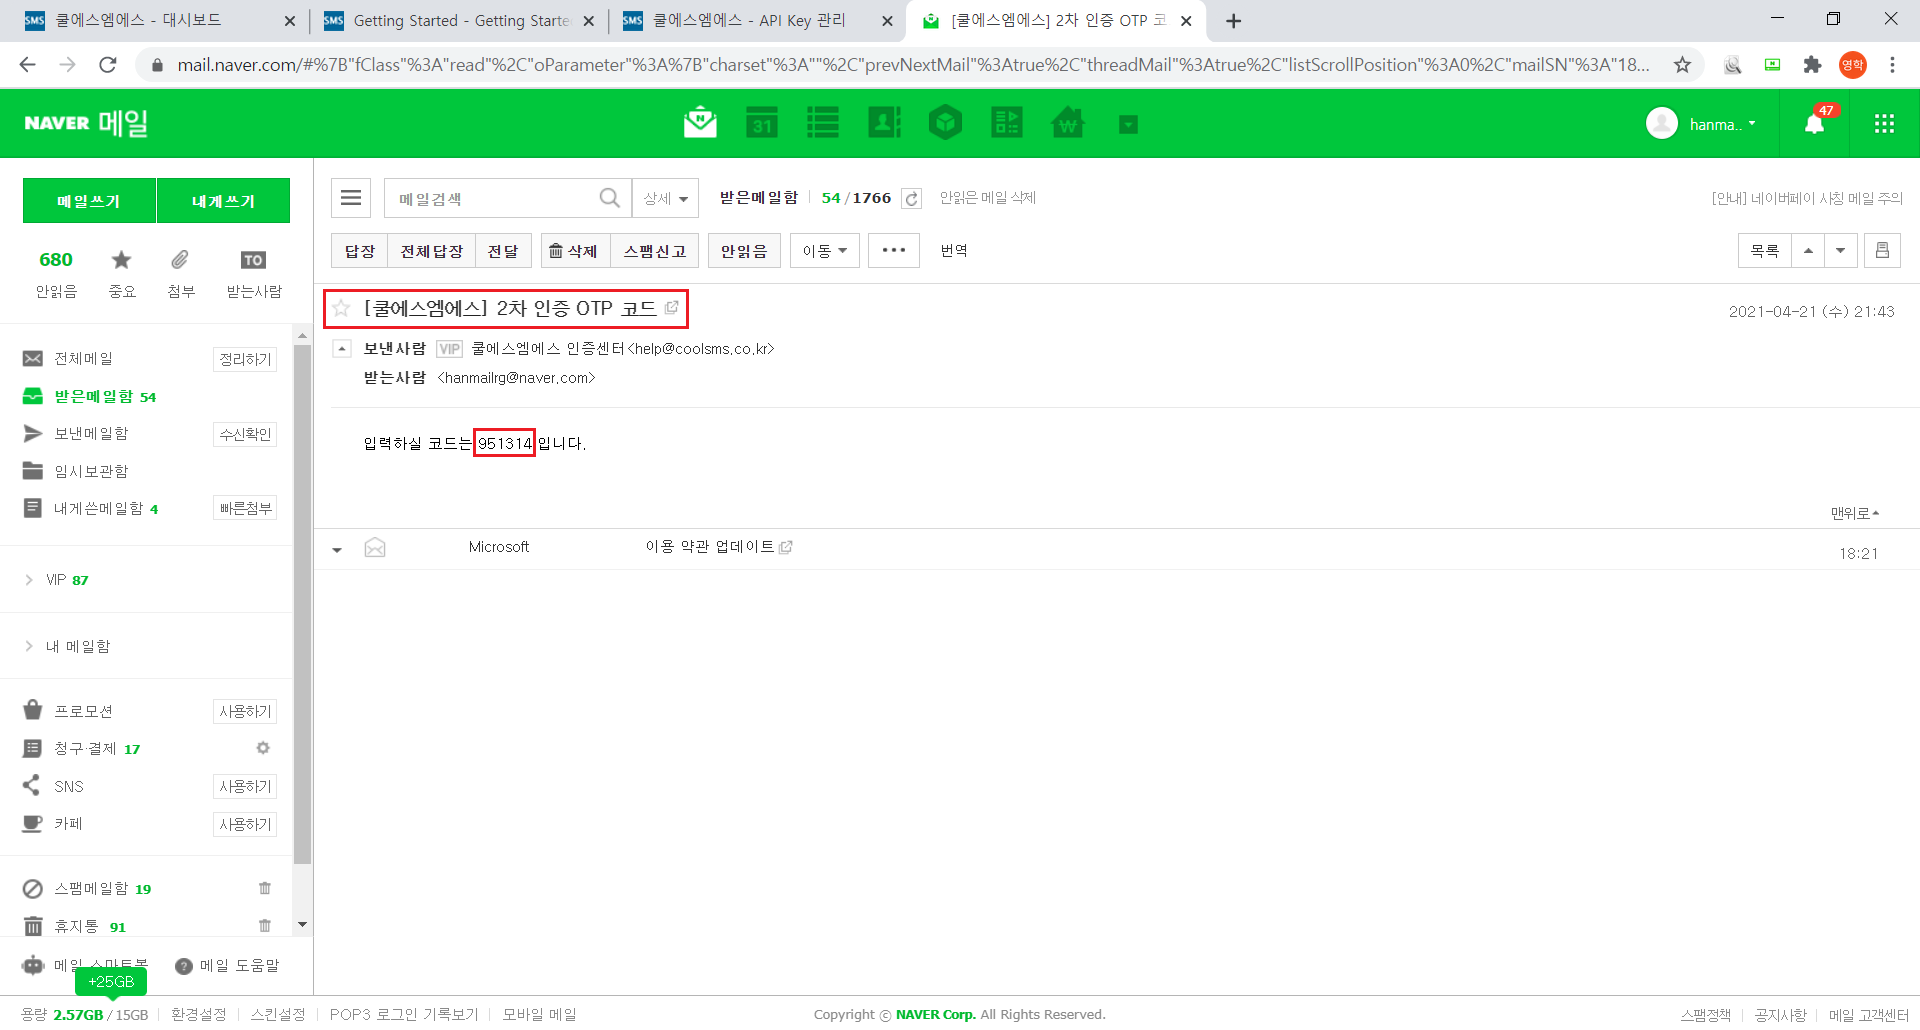 쿨에스엠에스 - 대시보드
Getting Started - Getting Starte
쿨에스엠에스 - API Key 관리
[쿨에스엠에스] 2차 인증 OTP 코
mail.naver.com/#%7B"fClass"%3A"read"%2C"oParameter"%3A%7B"charset"%3A""%2C"prevNextMail"%3Atrue%2C"threadMail"%3Atrue%2C"listScrollPosition"%3A0%2C"mailSN"%3A"18...
영학
NAVER 메일
31
hanma..
47
메일쓰기 내게쓰기
메일검색
상세
받은메일함 54/1766
안읽은 메일 삭제
[안내] 네이버페이 사칭 메일 주의
680 TO
안읽음 중요 첨부 받는사람
답장 전체답장 전달 삭제 스팸신고 안읽음 이동 ••• 번역
목록
[쿨에스엠에스] 2차 인증 OTP 코드
2021-04-21 (수) 21:43
보낸사람 VIP 쿨에스엠에스 인증센터<help@coolsms.co.kr>
받는사람 <hanmailrg@naver.com>
입력하실 코드는 951314 입니다.
맨위로
Microsoft 이용 약관 업데이트 18:21
전체메일 정리하기
받은메일함 54
보낸메일함 수신확인
임시보관함
내게쓴메일함 4 빠른첨부
VIP 87
내 메일함
프로모션 사용하기
청구·결제 17
SNS 사용하기
카페 사용하기
스팸메일함 19
휴지통 91
메일 스마트봇 메일 도움말
+25GB
용량 2.57GB / 15GB 환경설정 스킨설정 POP3 로그인 기록보기 모바일 메일
Copyright © NAVER Corp. All Rights Reserved.
스팸정책 공지사항 메일 고객센터